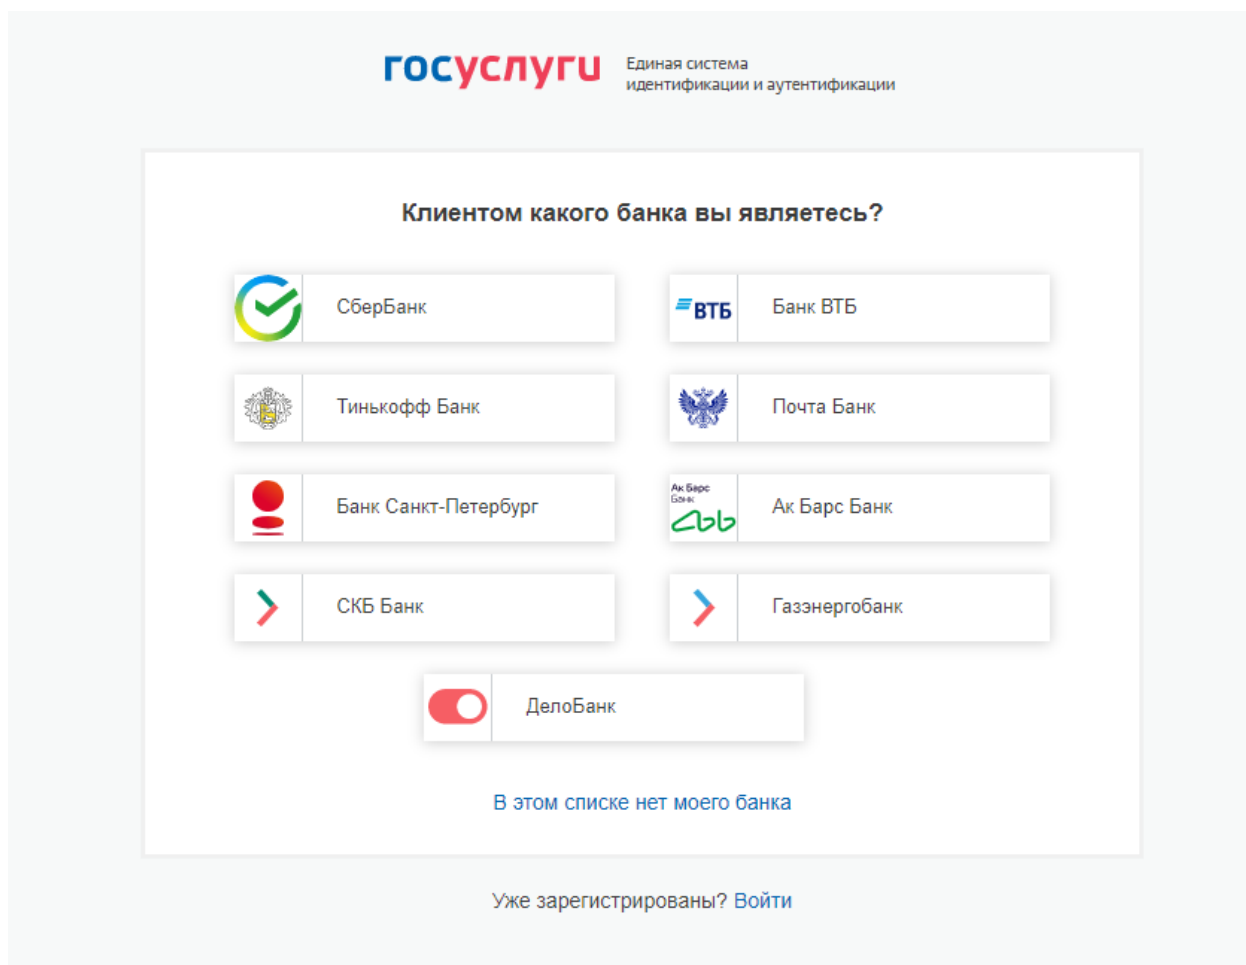 госуслуги
Единая система
идентификации и аутентификации
Клиентом какого банка вы являетесь?
СберБанк
ВТБ
Банк ВТБ
Тинькофф Банк
Почта Банк
Банк Санкт-Петербург
Ак Барс
Банк
Ак Барс Банк
СКБ Банк
Газэнергобанк
ДелоБанк
В этом списке нет моего банка
Уже зарегистрированы? Войти